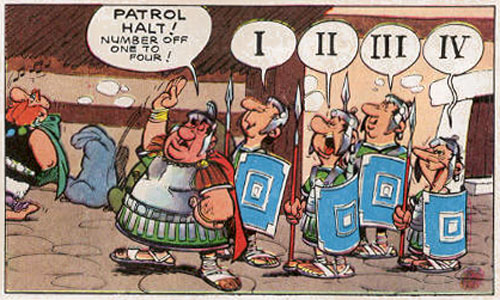 PATROL
HALT!
NUMBER OFF
ONE TO
FOUR!
I
II
III
IV